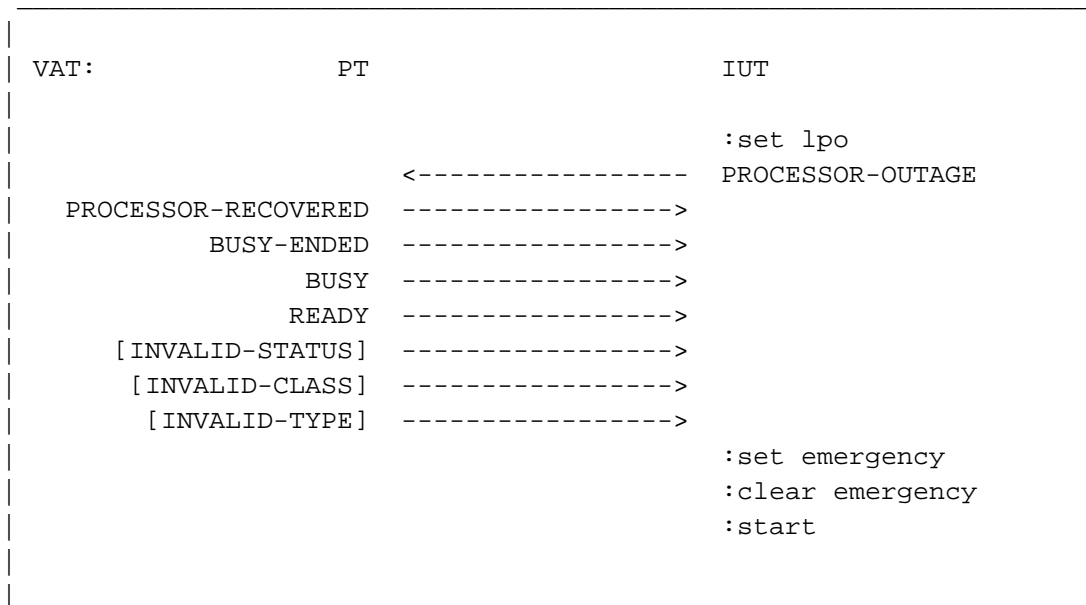 VAT: PT IUT
:set lpo
<----------------- PROCESSOR-OUTAGE
PROCESSOR-RECOVERED ----------------->
BUSY-ENDED ----------------->
BUSY ----------------->
READY ----------------->
[INVALID-STATUS] ----------------->
[INVALID-CLASS] ----------------->
[INVALID-TYPE] ----------------->
:set emergency
:clear emergency
:start